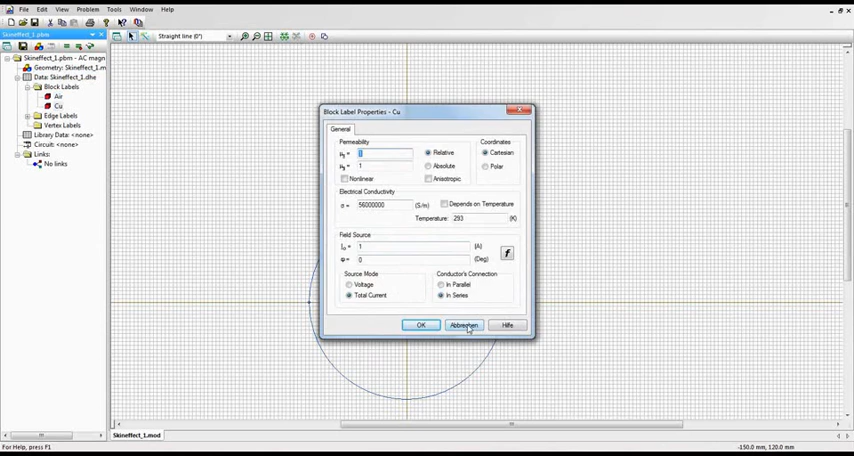 File Edit View Problem Tools Window Help
Straight line (0°)
Skineffect_1.pbm
Skineffect_1.pbm - AC magn
Geometry: Skineffect_1.m
Data: Skineffect_1.dhe
Block Labels
Air
Cu
Edge Labels
Vertex Labels
Library Data: <none>
Circuit: <none>
Links:
No links
Block Label Properties - Cu
General
Permeability
1
1
Nonlinear
Relative
Absolute
Anisotropic
Coordinates
Cartesian
Polar
Electrical Conductivity
σ = 56000000 (S/m)
Depends on Temperature
Temperature: 293 (K)
Field Source
I₀ = 1 [A]
φ = 0 (Deg)
f
Source Mode
Voltage
Total Current
Conductor's Connection
In Parallel
In Series
OK Abbrechen Hilfe
Skineffect_1.mod
For Help, press F1
-150.0 mm, 120.0 mm